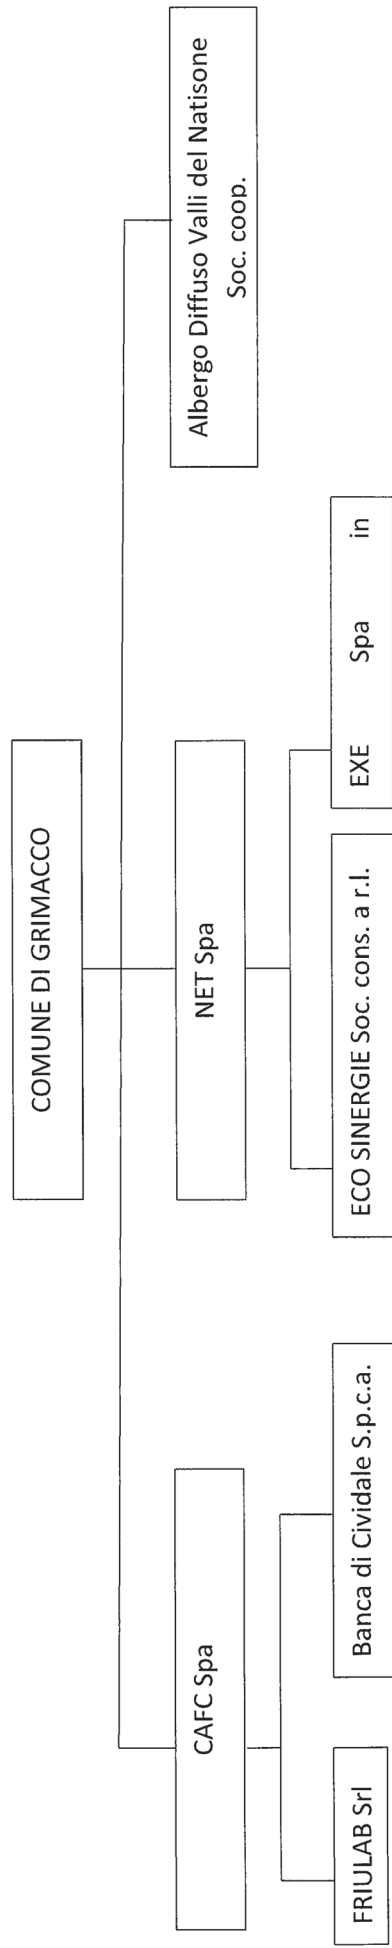 COMUNE DI GRIMACCO
CAFC Spa
NET Spa
Albergo Diffuso Valli del Natisone
Soc. coop.
FRIULAB Srl
Banca di Cividale S.p.c.a.
ECO SINERGIE Soc. cons. a r.l.
EXE Spa in